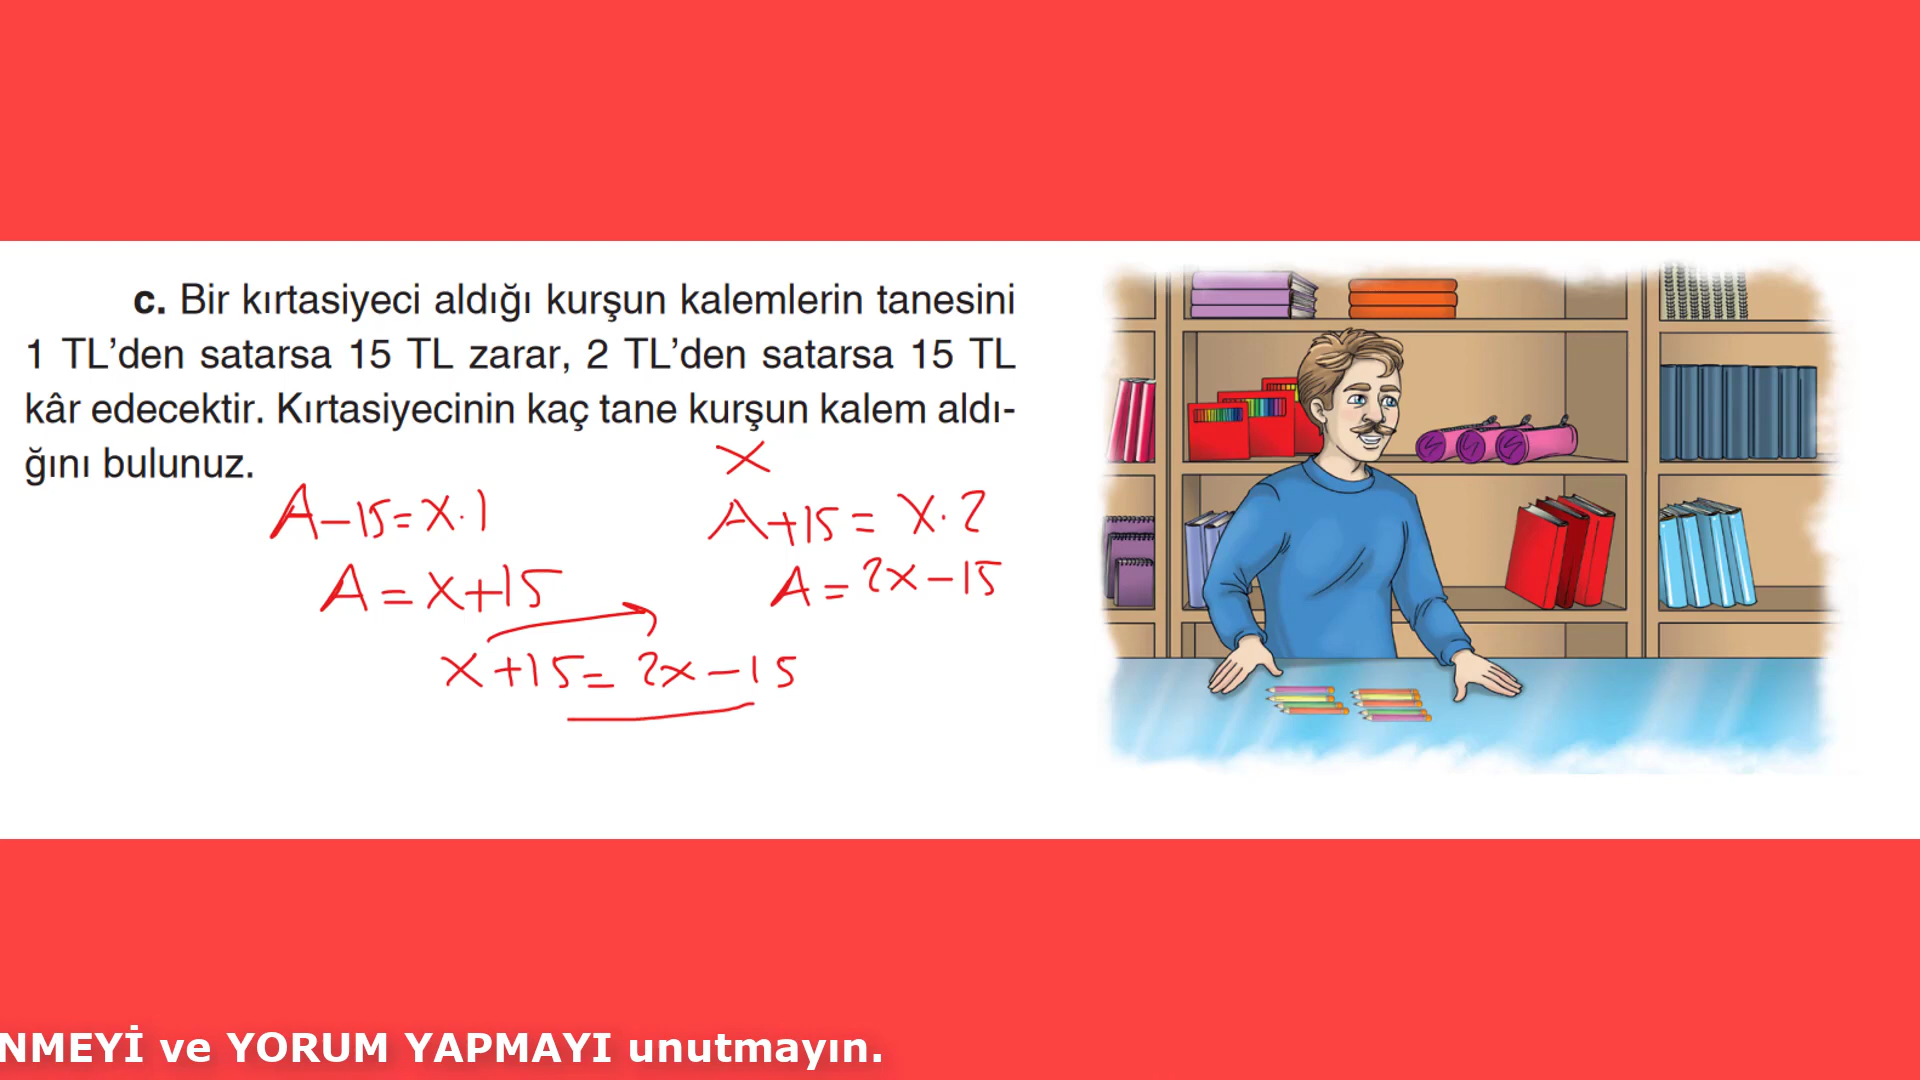 c. Bir kırtasiyeci aldığı kurşun kalemlerin tanesini
1 TL'den satarsa 15 TL zarar, 2 TL'den satarsa 15 TL
kâr edecektir. Kırtasiyecinin kaç tane kurşun kalem aldı-
ğını bulunuz.
x
A-15=x·1
A+15=x·2
A=x+15
A=2x-15
x+15=2x-15
NMEYİ ve YORUM YAPMAYI unutmayın.